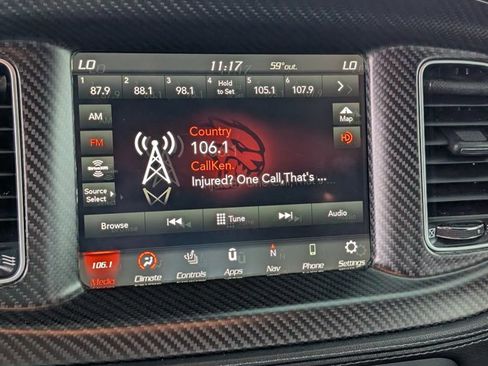 LO 11:17 59°out. LO
1 2 3 4 5 6
87.9 88.1 98.1 Hold to Set 105.1 107.9
AM
Map
Country
FM
106.1
HD
CallKen.
SiriusXM
Injured? One Call,That's ...
Source
Select
Browse Tune Audio
106.1 N
Media Climate Controls Apps Nav Phone Settings